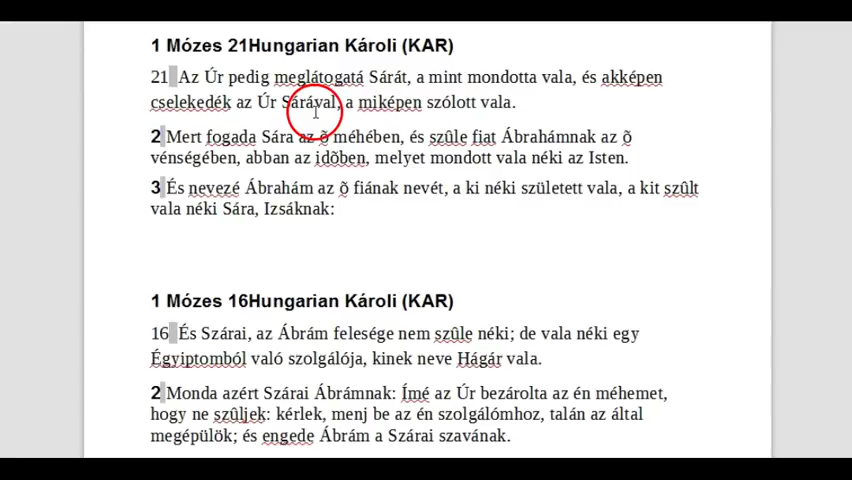 1 Mózes 21Hungarian Károli (KAR)
21 Az Úr pedig meglátogatá Sárát, a mint mondotta vala, és akképen
cselekedék az Úr Sárával, a miképen szólott vala.
2 Mert fogada Sára az õ méhében, és szûle fiat Ábrahámnak az õ
vénségében, abban az idõben, melyet mondott vala néki az Isten.
3 És nevezé Ábrahám az õ fiának nevét, a ki néki született vala, a kit szûlt
vala néki Sára, Izsáknak:
1 Mózes 16Hungarian Károli (KAR)
16 És Szárai, az Ábrám felesége nem szûle néki; de vala néki egy
Égyiptomból való szolgálója, kinek neve Hágár vala.
2 Monda azért Szárai Ábrámnak: Ímé az Úr bezárolta az én méhemet,
hogy ne szûljek: kérlek, menj be az én szolgálómhoz, talán az által
megépülök; és engede Ábrám a Szárai szavának.